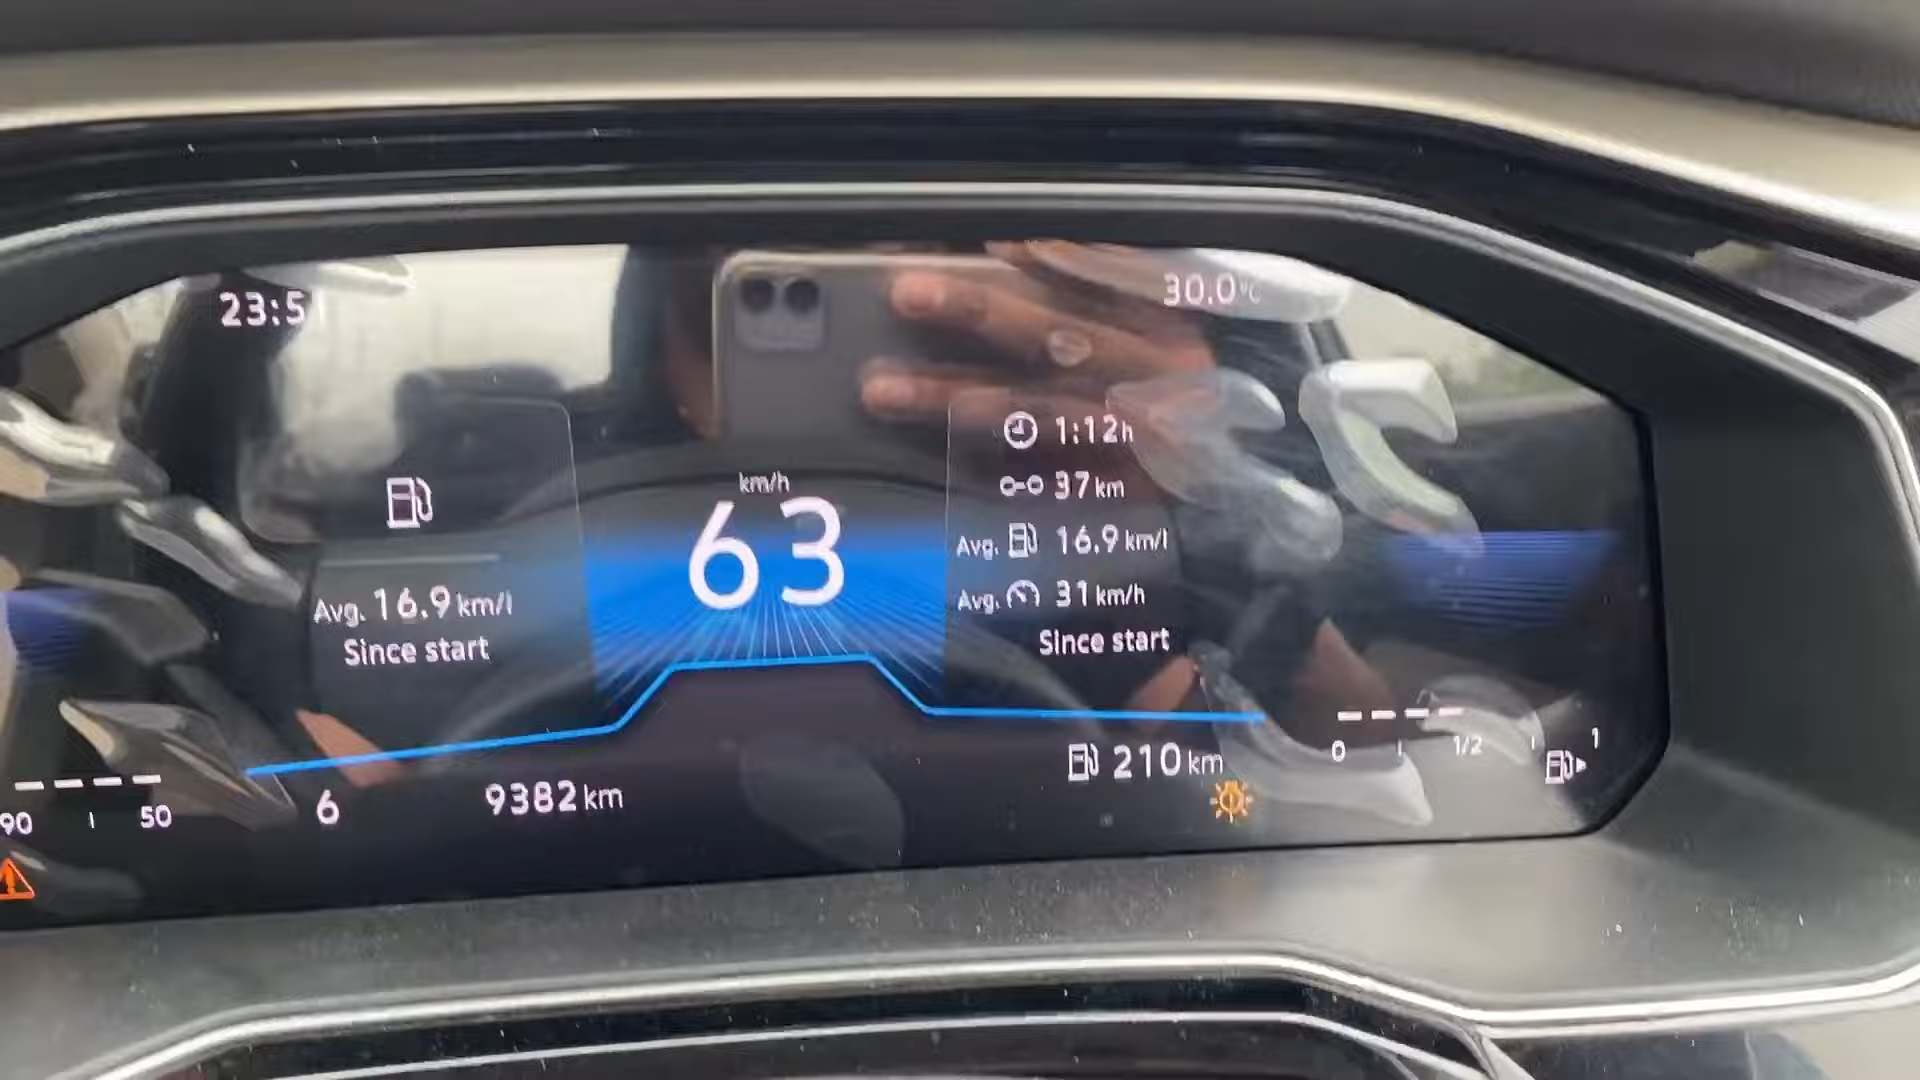 23:51
30.0°C
km/h
63
Avg. 16.9 km/l
Since start
1:12h
37 km
Avg. 16.9 km/l
Avg. 31 km/h
Since start
90 50
6
9382 km
210 km
0 1/2 1